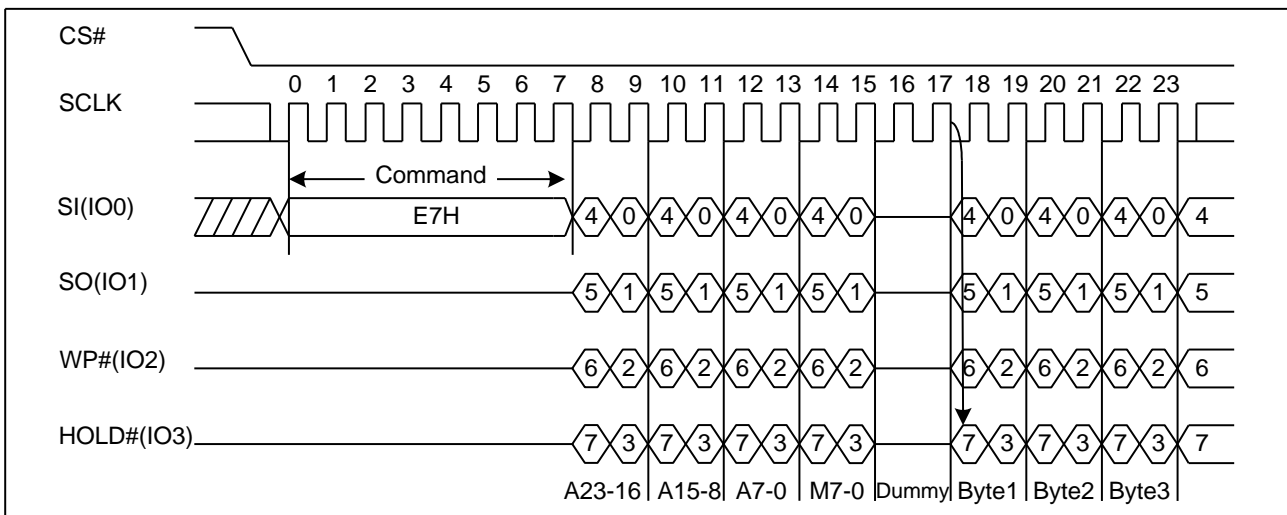 CS#
0 1 2 3 4 5 6 7 8 9 10 11 12 13 14 15 16 17 18 19 20 21 22 23
SCLK
Command
SI(IO0)
E7H
4 0 4 0 4 0 4 0 4 0 4 0 4 0 4
SO(IO1)
5 1 5 1 5 1 5 1 5 1 5 1 5 1 5
WP#(IO2)
6 2 6 2 6 2 6 2 6 2 6 2 6 2 6
HOLD#(IO3)
7 3 7 3 7 3 7 3 7 3 7 3 7 3 7
A23-16 A15-8 A7-0 M7-0 Dummy Byte1 Byte2 Byte3